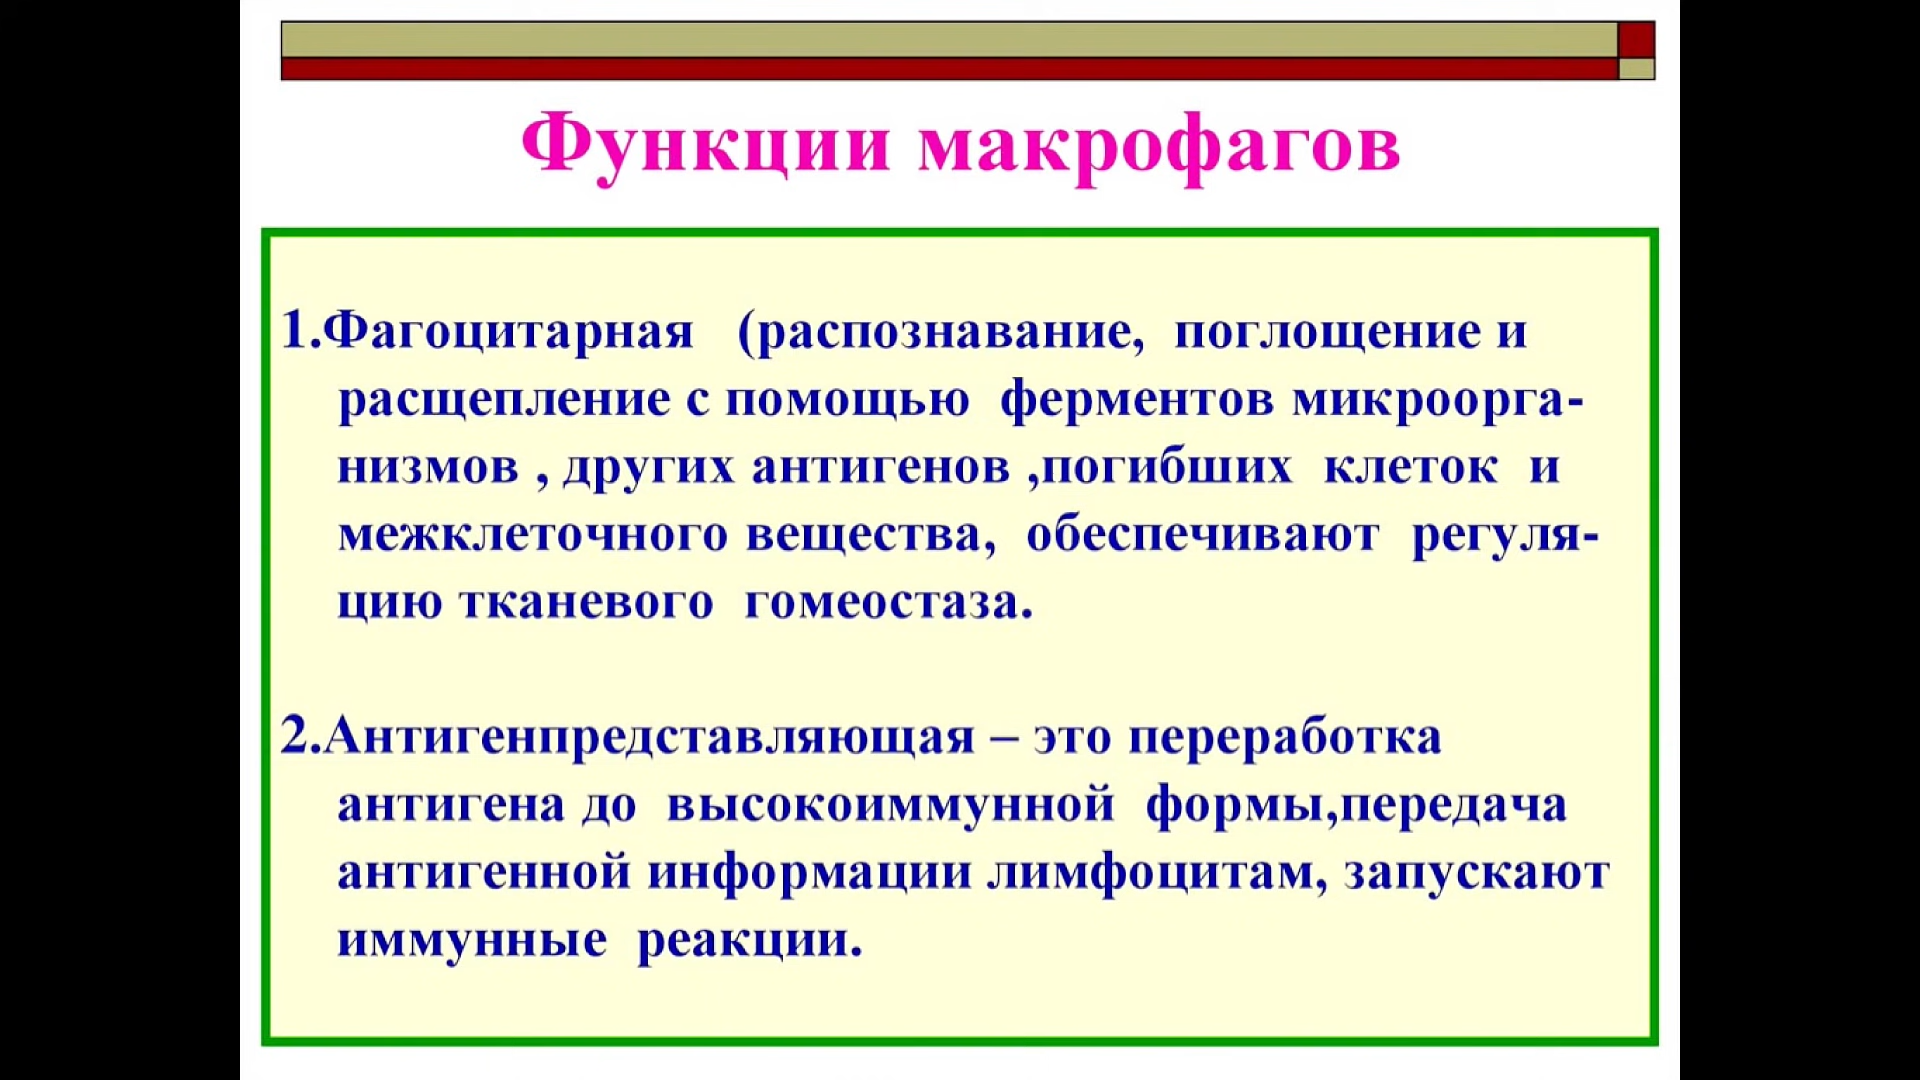 Функции макрофагов
1.Фагоцитарная (распознавание, поглощение и
расщепление с помощью ферментов микроорга-
низмов , других антигенов ,погибших клеток и
межклеточного вещества, обеспечивают регуля-
цию тканевого гомеостаза.
2.Антигенпредставляющая – это переработка
антигена до высокоиммунной формы,передача
антигенной информации лимфоцитам, запускают
иммунные реакции.